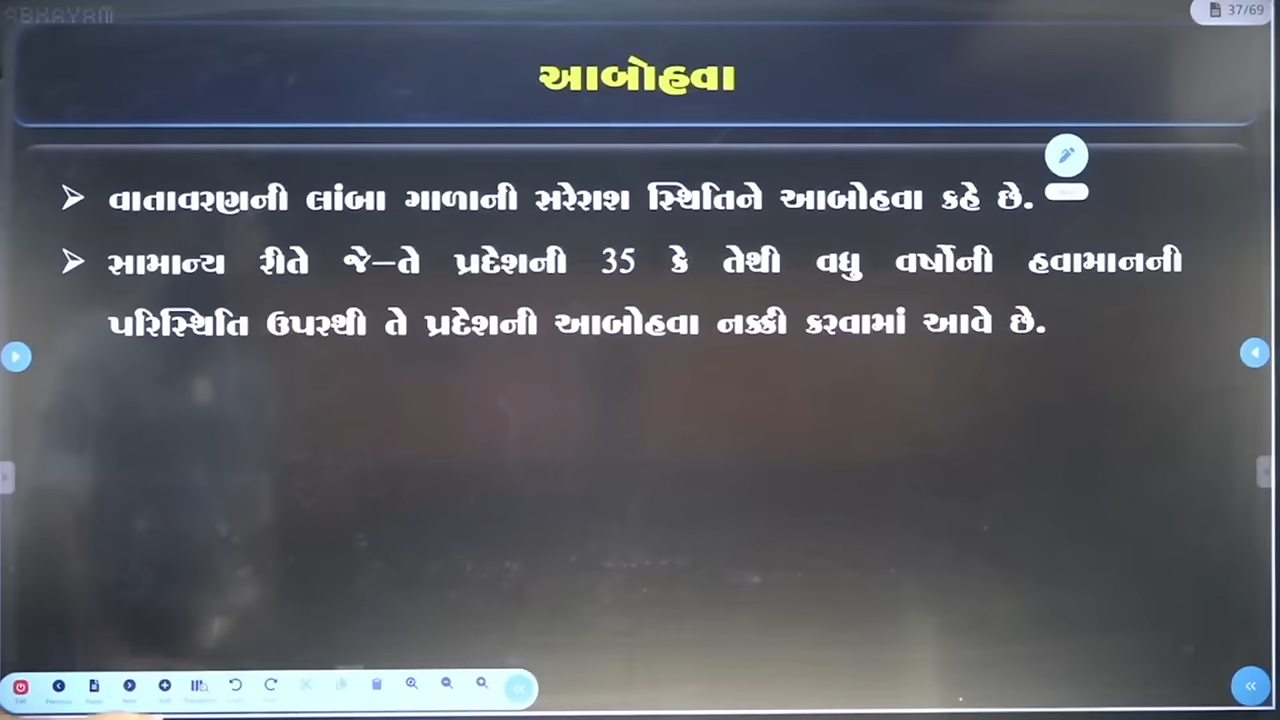 ABHAYAM
37/69
આબોહવા
➢ વાતાવરણની લાંબા ગાળાની સરેરાશ સ્થિતિને આબોહવા કહે છે.
➢ સામાન્ય રીતે જે–તે પ્રદેશની 35 કે તેથી વધુ વર્ષોની હવામાનની
પરિસ્થિતિ ઉપરથી તે પ્રદેશની આબોહવા નક્કી કરવામાં આવે છે.